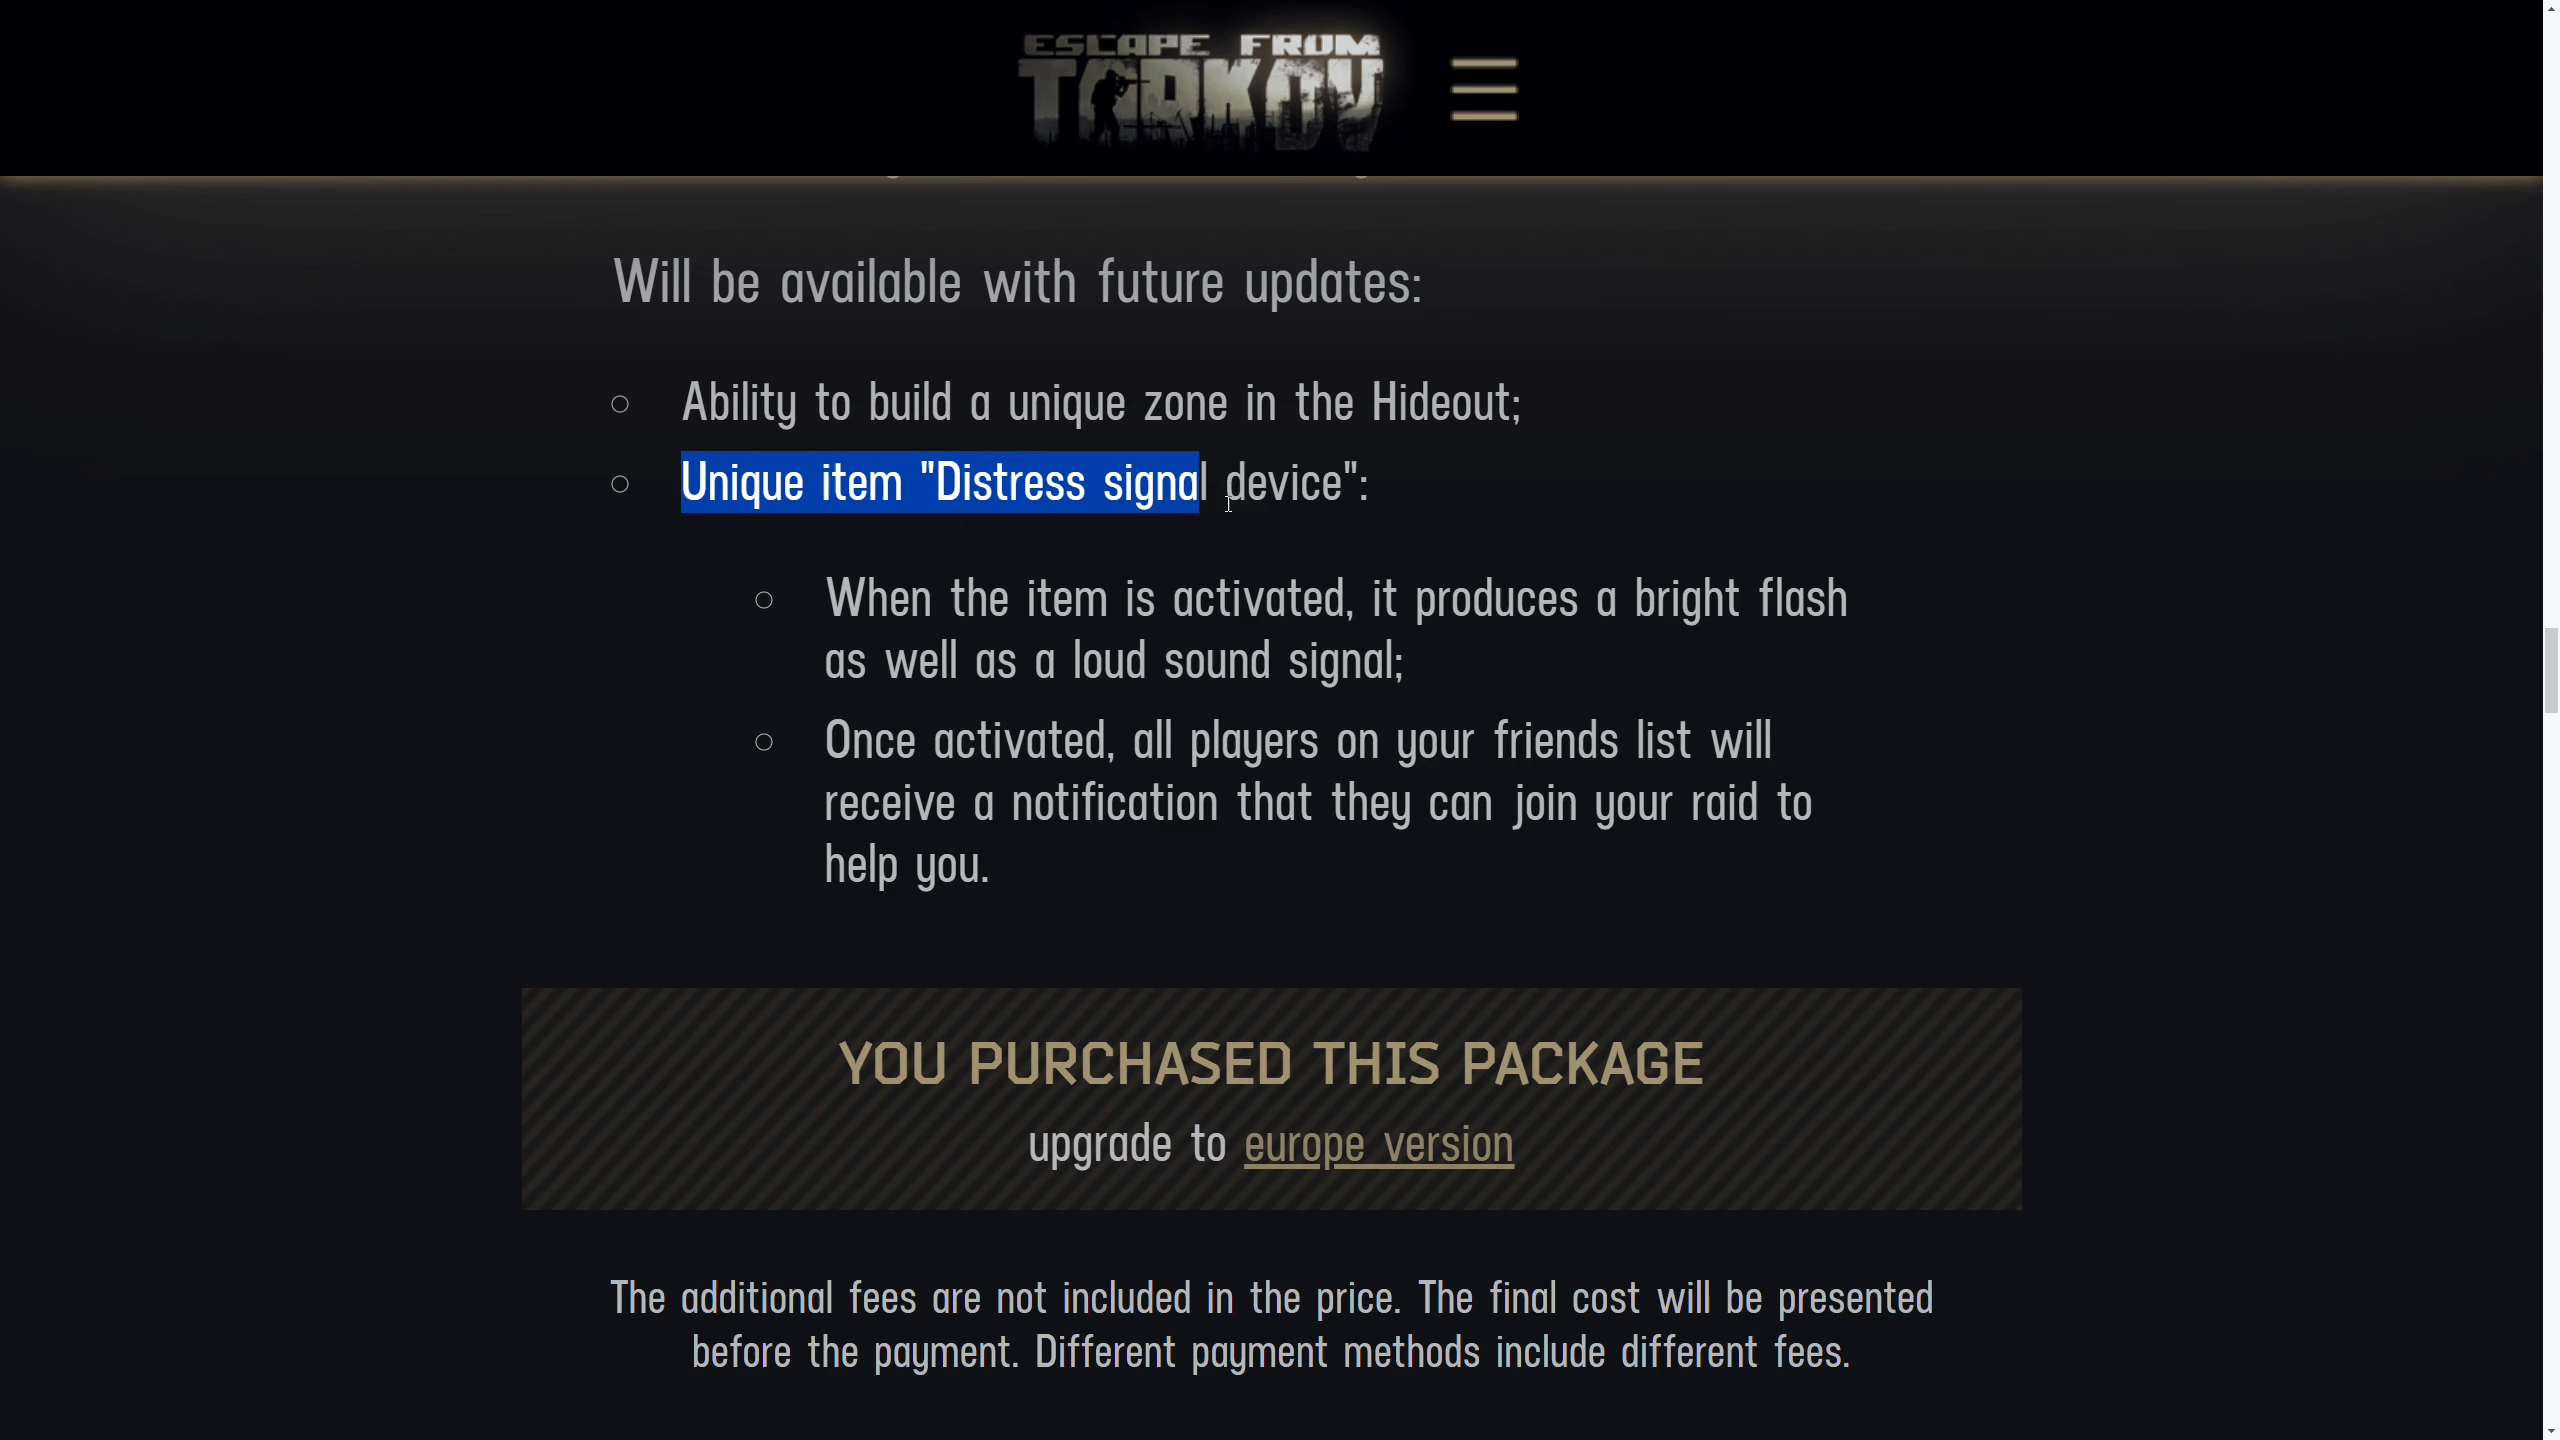 ESCAPE FROM
TARKOV
Will be available with future updates:
Ability to build a unique zone in the Hideout;
Unique item "Distress signal device":
When the item is activated, it produces a bright flash
as well as a loud sound signal;
Once activated, all players on your friends list will
receive a notification that they can join your raid to
help you.
YOU PURCHASED THIS PACKAGE
upgrade to europe version
The additional fees are not included in the price. The final cost will be presented
before the payment. Different payment methods include different fees.